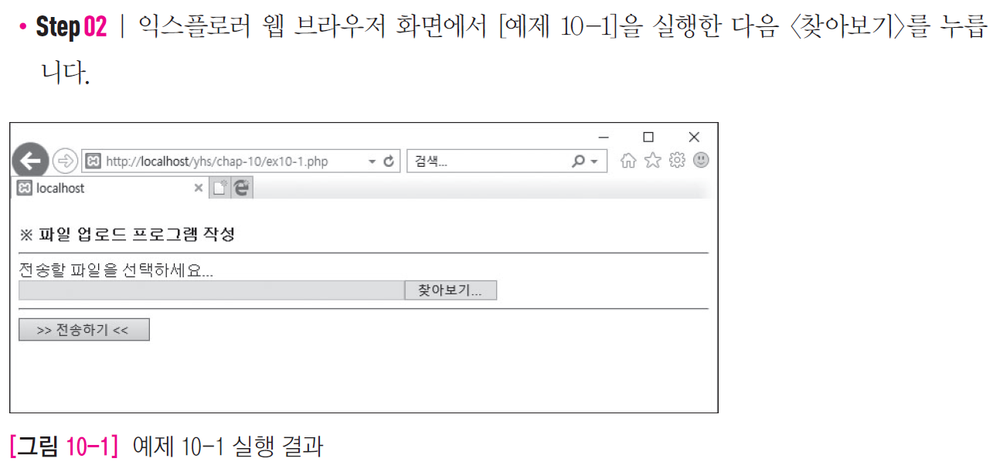 • Step 02 | 익스플로러 웹 브라우저 화면에서 [예제 10-1]을 실행한 다음 〈찾아보기〉를 누릅
니다.
http://localhost/yhs/chap-10/ex10-1.php 검색...
localhost
※ 파일 업로드 프로그램 작성
전송할 파일을 선택하세요...
찾아보기...
>> 전송하기 <<
[그림 10-1] 예제 10-1 실행 결과